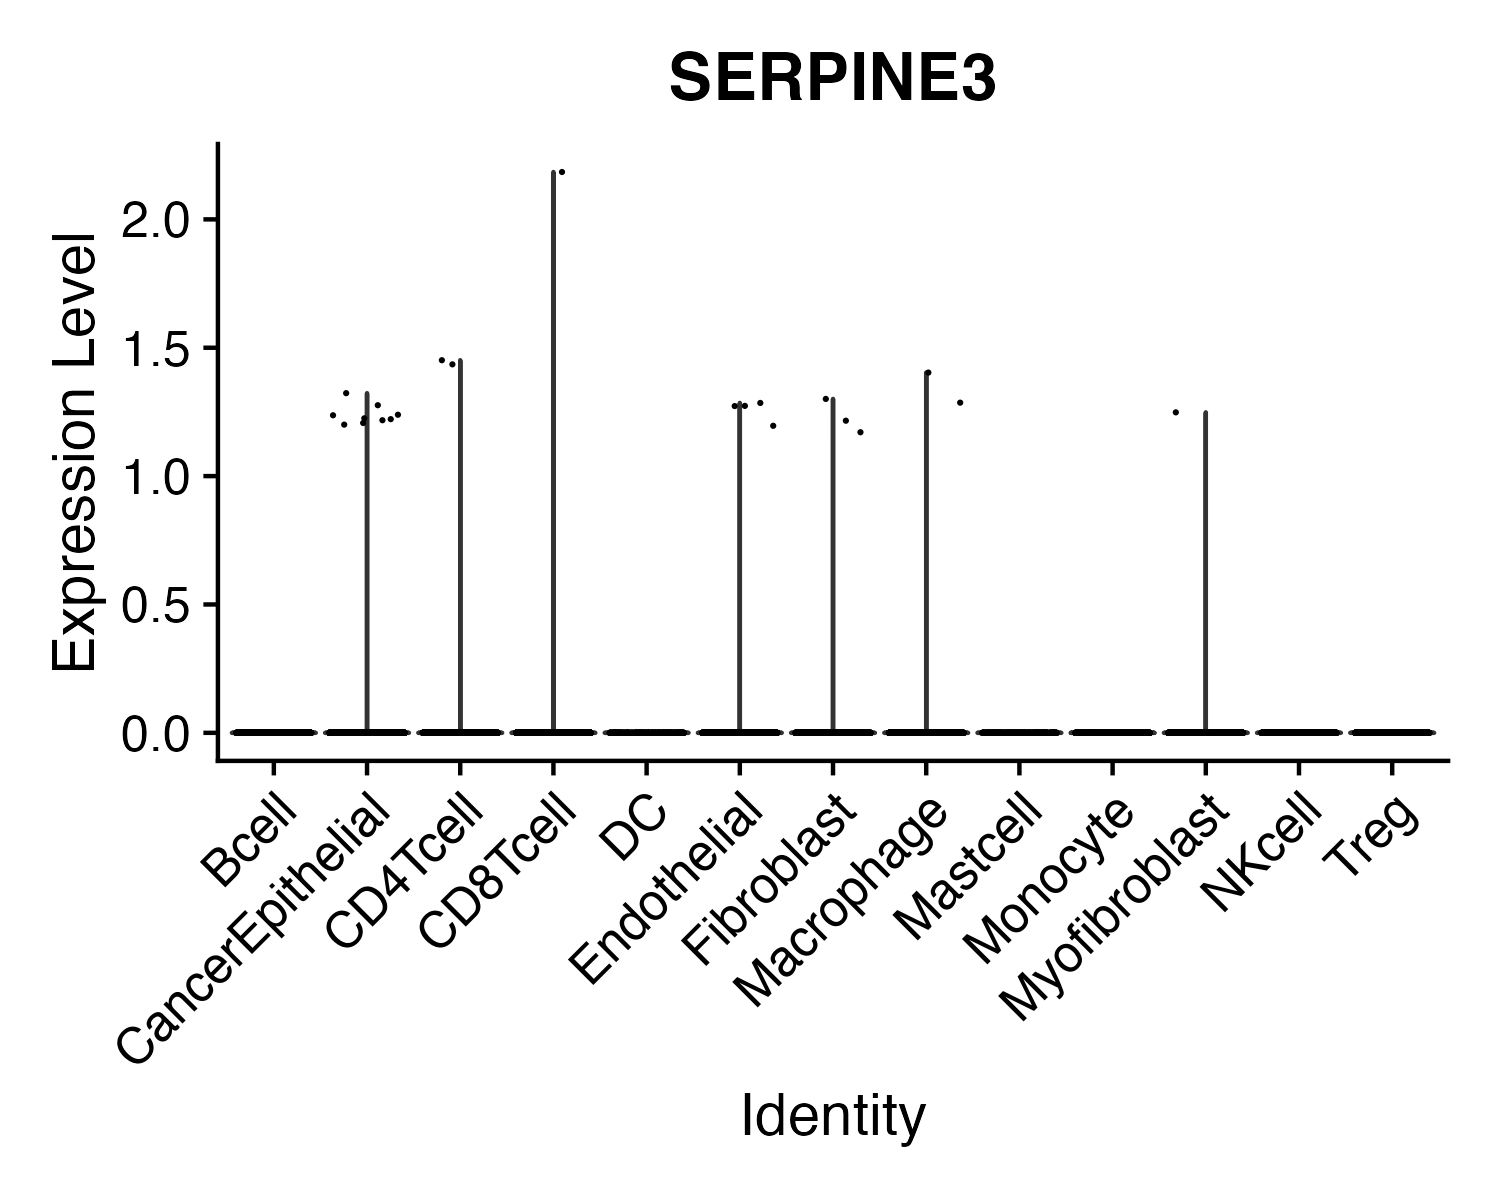 SERPINE3
Expression Level
2.0
1.5
1.0
0.5
0.0
Bcell
CancerEpithelial
CD4Tcell
CD8Tcell
DC
Endothelial
Fibroblast
Macrophage
Mastcell
Monocyte
Myofibroblast
NKcell
Treg
Identity